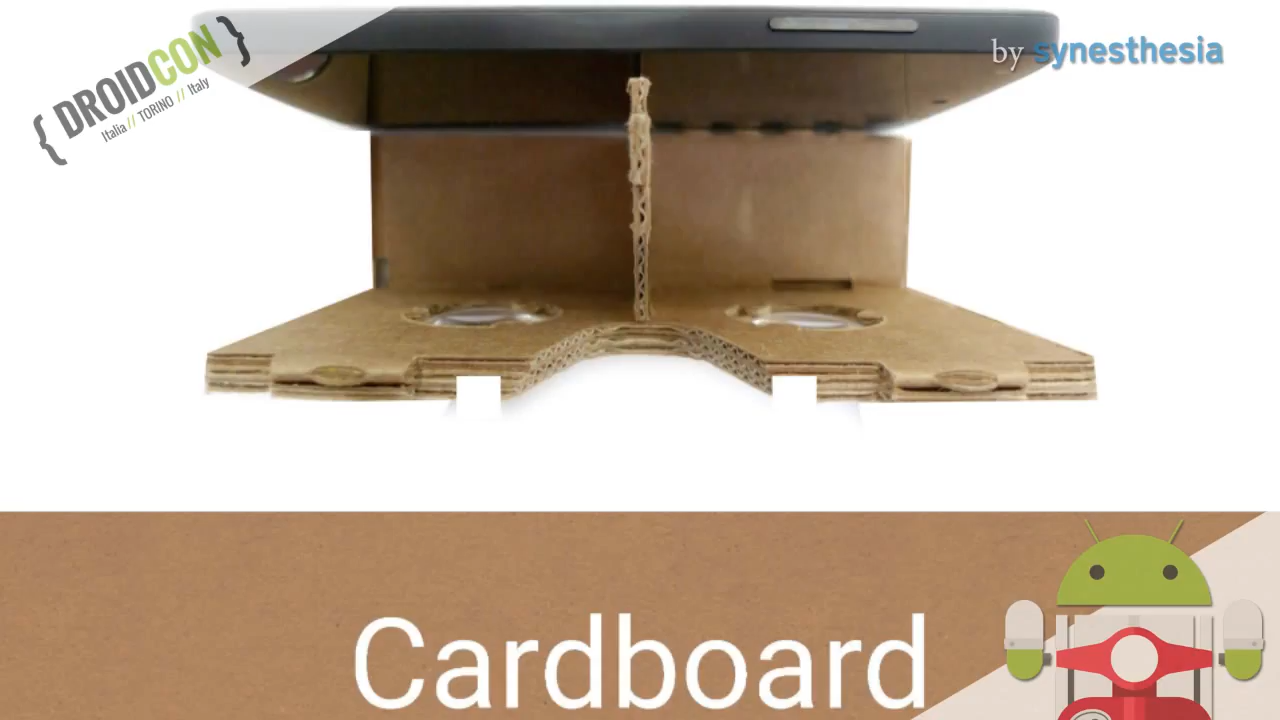 { DROIDCON }
Italia // TORINO // Italy
by synesthesia
Cardboard